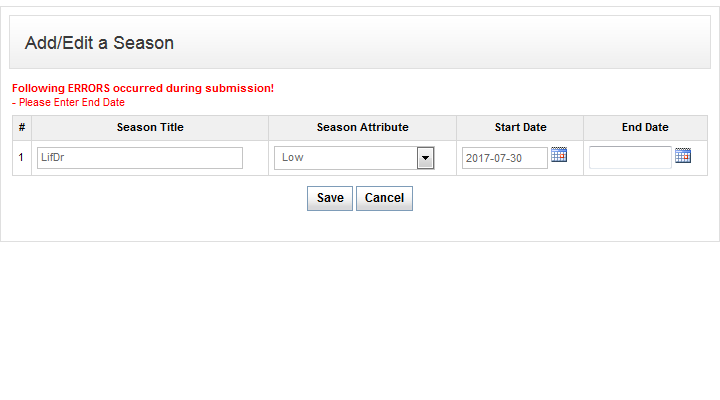 Add/Edit a Season
Following ERRORS occurred during submission!
- Please Enter End Date
# Season Title Season Attribute Start Date End Date
1 LifDr Low 2017-07-30
Save Cancel